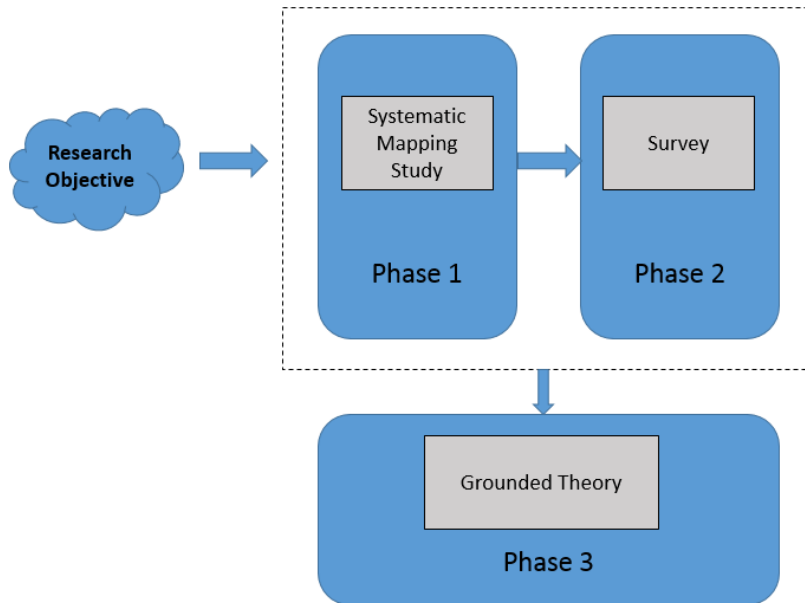 Research
Objective
Systematic
Mapping
Study
Phase 1
Survey
Phase 2
Grounded Theory
Phase 3